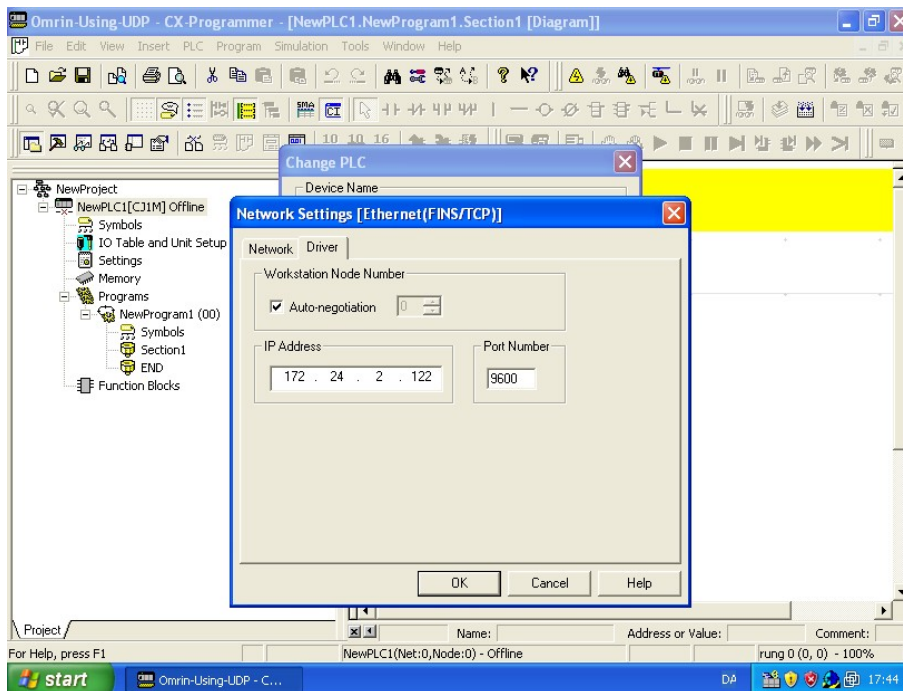 Omrin-Using-UDP - CX-Programmer - [NewPLC1.NewProgram1.Section1 [Diagram]]
File Edit View Insert PLC Program Simulation Tools Window Help
10 10 16
Change PLC
Device Name
NewProject
NewPLC1[CJ1M] Offline
Symbols
IO Table and Unit Setup
Settings
Memory
Programs
NewProgram1 (00)
Symbols
Section1
END
Function Blocks
Network Settings [Ethernet(FINS/TCP)]
Network Driver
Workstation Node Number
Auto-negotiation 0
IP Address Port Number
172 . 24 . 2 . 122 9600
OK Cancel Help
Project
Name: Address or Value: Comment:
For Help, press F1 NewPLC1(Net:0,Node:0) - Offline rung 0 (0, 0) - 100%
start Omrin-Using-UDP - C... DA 17:44